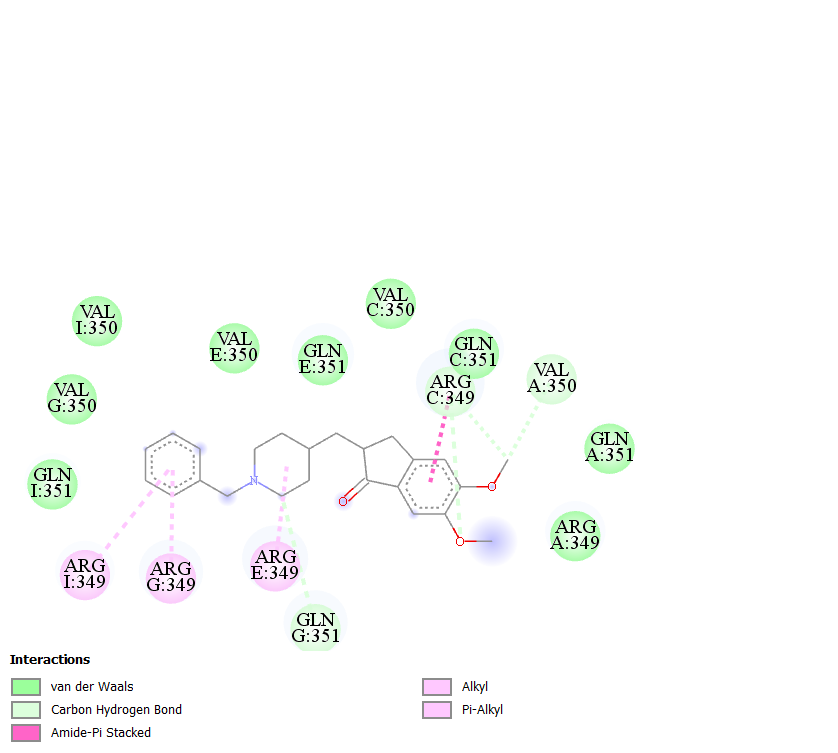 VAL
C:350
VAL
I:350
VAL
E:350
GLN
E:351
GLN
C:351
ARG
C:349
VAL
A:350
VAL
G:350
GLN
A:351
GLN
I:351
N
O
O
O
ARG
A:349
ARG
I:349
ARG
G:349
ARG
E:349
GLN
G:351
Interactions
van der Waals
Carbon Hydrogen Bond
Amide-Pi Stacked
Alkyl
Pi-Alkyl